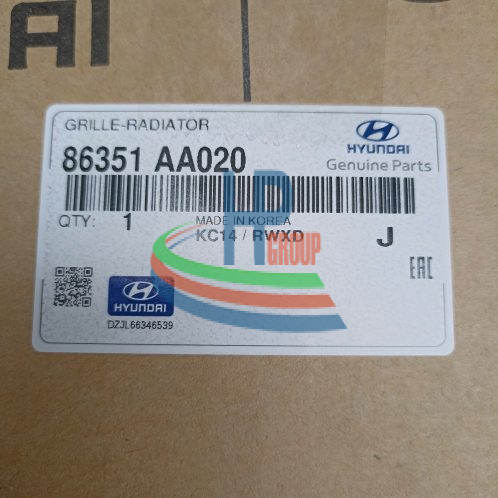 AI
GRILLE-RADIATOR
HYUNDAI
86351 AA020
Genuine Parts
QTY: 1
MADE IN KOREA
KC14 / RWXD
J
GROUP
EAC
HYUNDAI
DZJL66346539